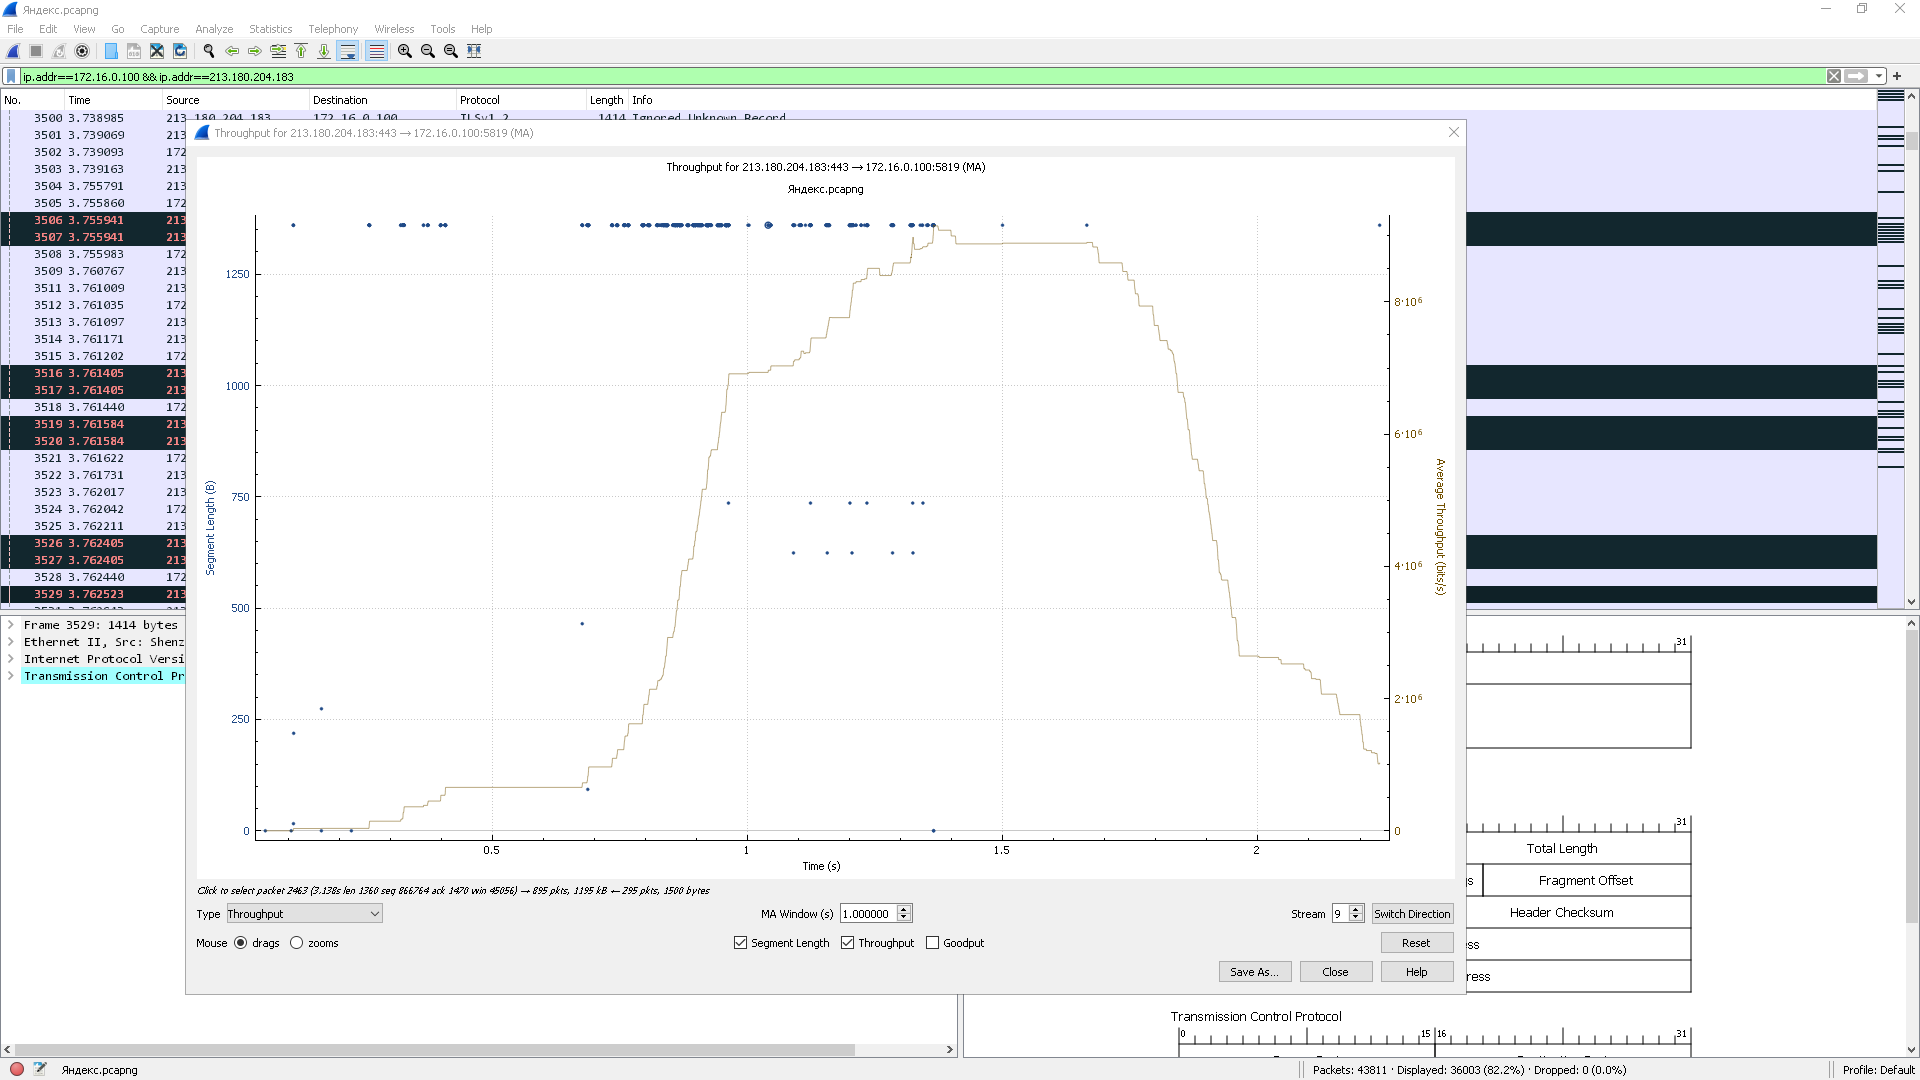 Яндекс.pcapng
File Edit View Go Capture Analyze Statistics Telephony Wireless Tools Help
ip.addr==172.16.0.100 && ip.addr==213.180.204.183
No. Time Source Destination Protocol Length Info
3500 3.738985 213.180.204.183 172.16.0.100 TLSv1.2 1414 Ignored Unknown Record
3501 3.739069 213
3502 3.739093 172
3503 3.739163 213
3504 3.755791 213
3505 3.755860 172
3506 3.755941 213
3507 3.755941 213
3508 3.755983 172
3509 3.760767 213
3511 3.761009 213
3512 3.761035 172
3513 3.761097 213
3514 3.761171 213
3515 3.761202 172
3516 3.761405 213
3517 3.761405 213
3518 3.761440 172
3519 3.761584 213
3520 3.761584 213
3521 3.761622 172
3522 3.761731 213
3523 3.762017 213
3524 3.762042 172
3525 3.762211 213
3526 3.762405 213
3527 3.762405 213
3528 3.762440 172
3529 3.762523 213
Frame 3529: 1414 bytes
Ethernet II, Src: Shenz
Internet Protocol Versi
Transmission Control Pr
Throughput for 213.180.204.183:443 → 172.16.0.100:5819 (MA)
Throughput for 213.180.204.183:443 → 172.16.0.100:5819 (MA)
Яндекс.pcapng
Segment Length (B)
1250
1000
750
500
250
0
8·10⁶
6·10⁶
4·10⁶
2·10⁶
0
Average Throughput (bits/s)
0.5 1 1.5 2
Time (s)
Click to select packet 2463 (3,138s len 1360 seq 866764 ack 1470 win 45056) → 895 pkts, 1195 kB ← 295 pkts, 1500 bytes
Type Throughput MA Window (s) 1.000000 Stream 9 Switch Direction
Mouse drags zooms Segment Length Throughput Goodput Reset
Save As... Close Help
31
31
Total Length
Fragment Offset
Header Checksum
ess
ress
Transmission Control Protocol
0 15 16 31
Яндекс.pcapng
Packets: 43811 · Displayed: 36003 (82.2%) · Dropped: 0 (0.0%)
Profile: Default